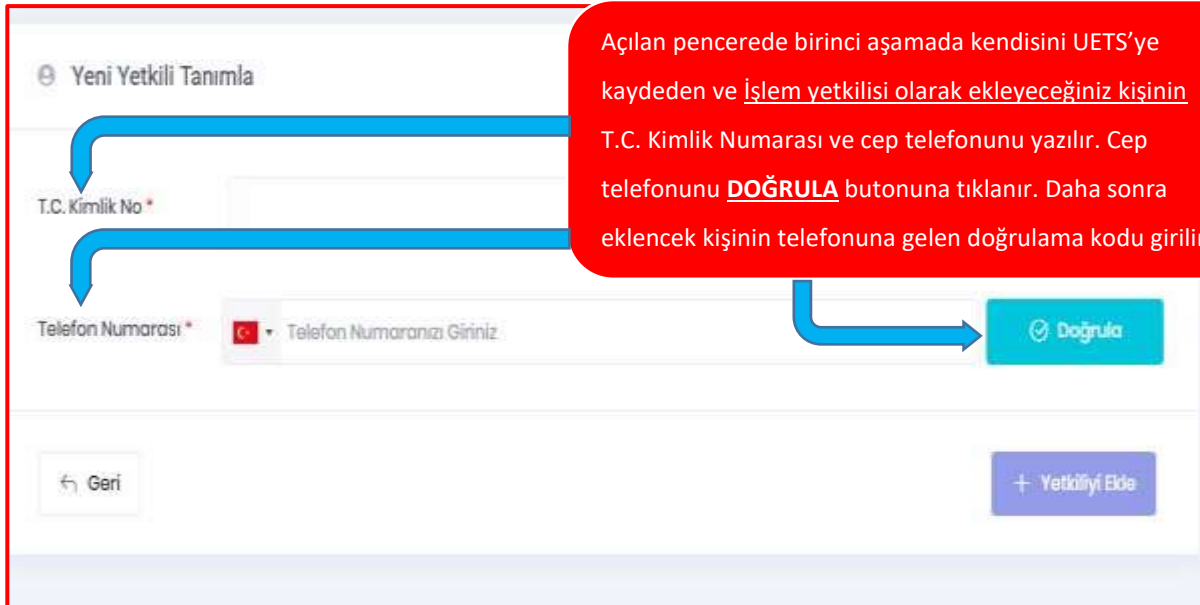 Yeni Yetkili Tanımla
Açılan pencerede birinci aşamada kendisini UETS’ye
kaydeden ve İşlem yetkilisi olarak ekleyeceğiniz kişinin
T.C. Kimlik Numarası ve cep telefonunu yazılır. Cep
telefonunu DOĞRULA butonuna tıklanır. Daha sonra
eklencek kişinin telefonuna gelen doğrulama kodu girilir
T.C. Kimlik No *
Telefon Numarası * Telefon Numaranızı Giriniz Doğrula
Geri + Yetkiliyi Ekle